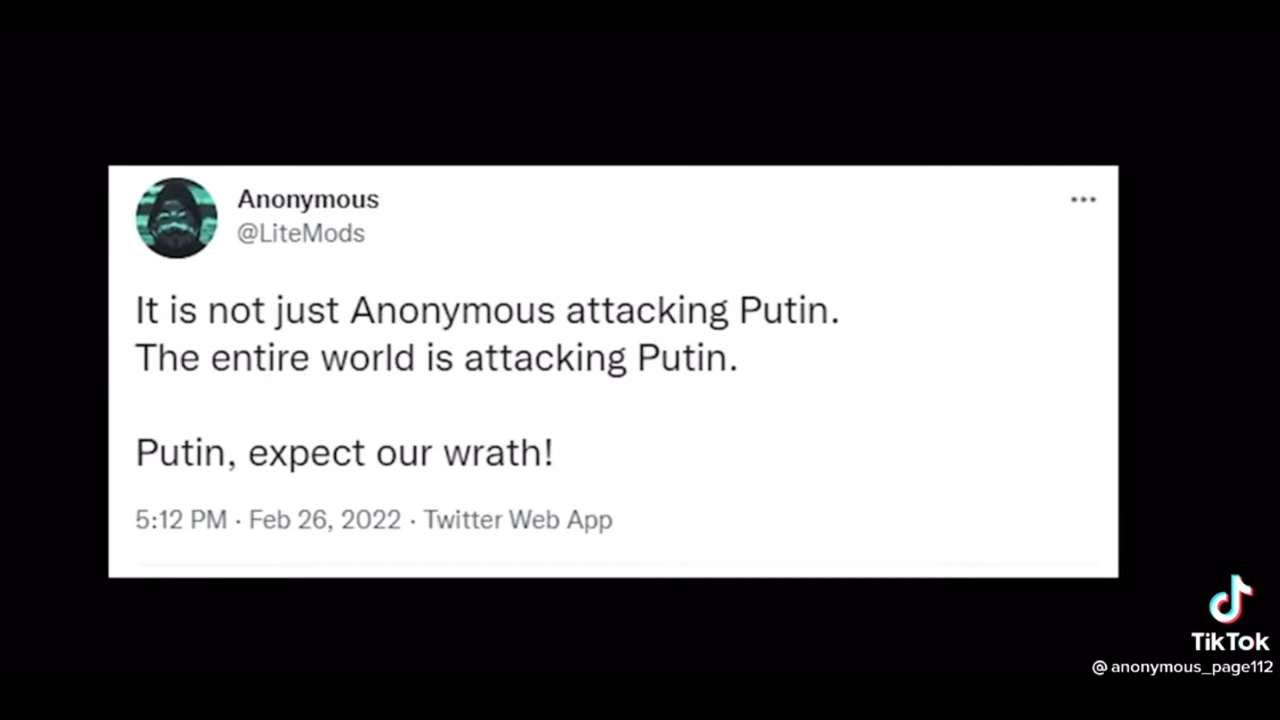 Anonymous
@LiteMods
It is not just Anonymous attacking Putin.
The entire world is attacking Putin.
Putin, expect our wrath!
5:12 PM · Feb 26, 2022 · Twitter Web App
TikTok
@anonymous_page112